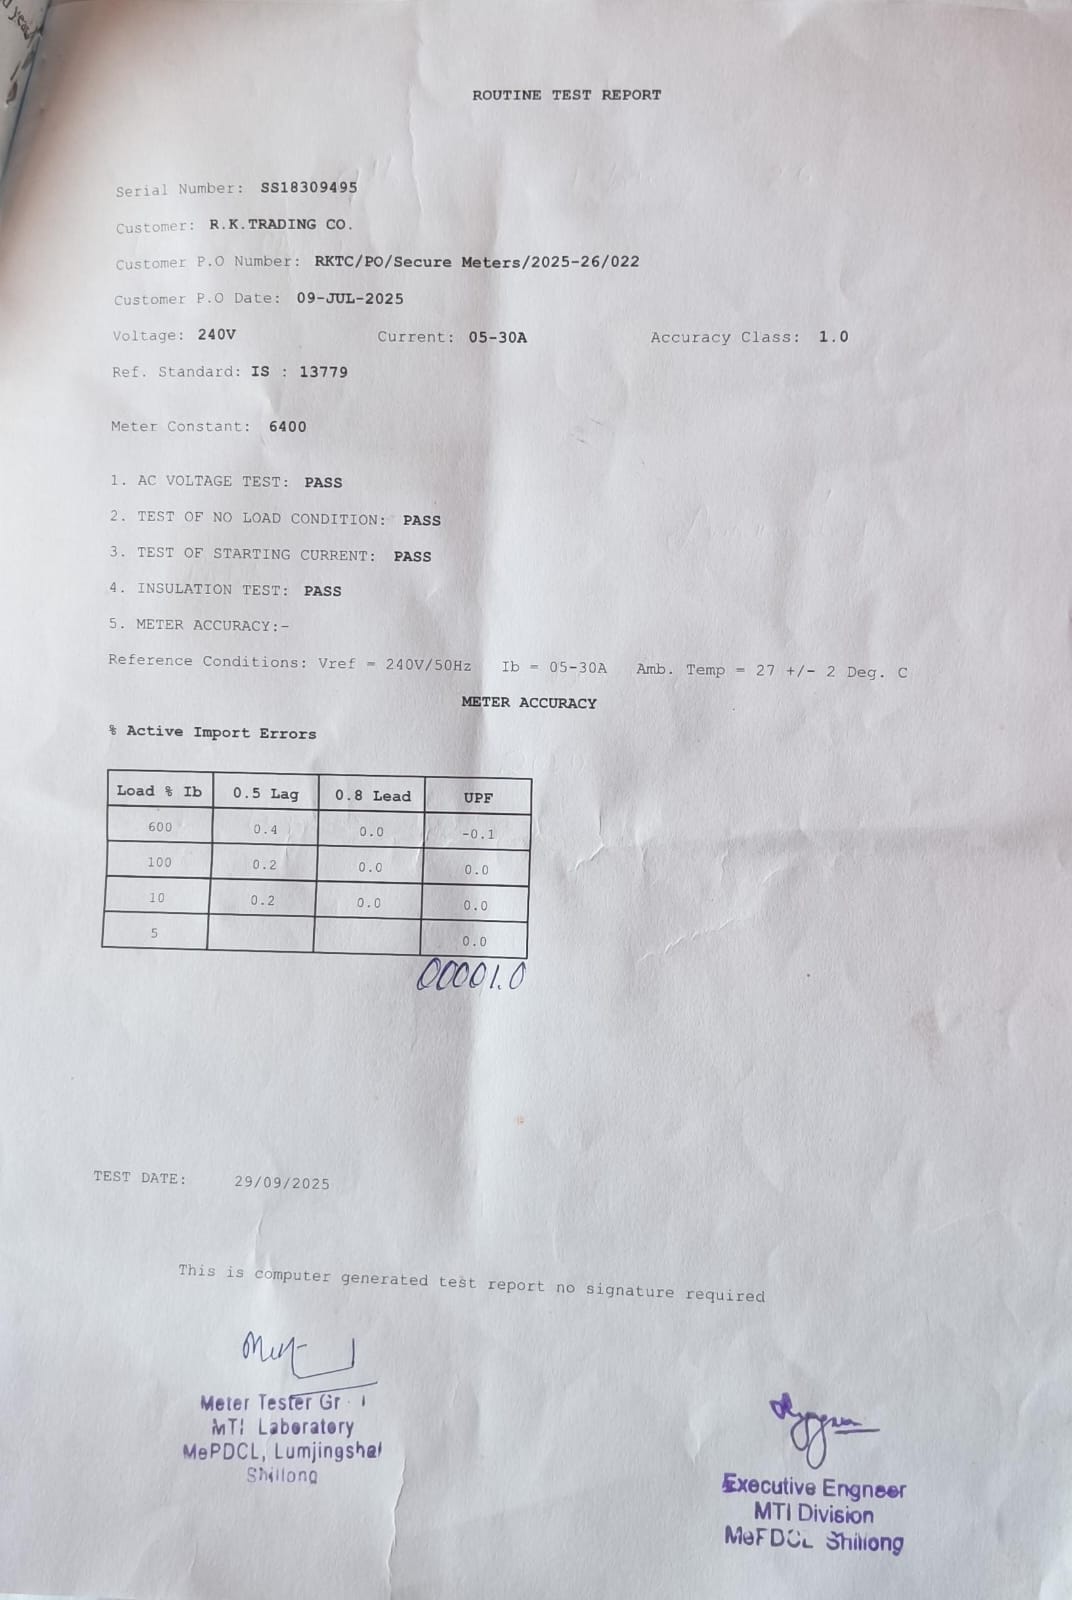 year
ROUTINE TEST REPORT
Serial Number: SS18309495
Customer: R.K.TRADING CO.
Customer P.O Number: RKTC/PO/Secure Meters/2025-26/022
Customer P.O Date: 09-JUL-2025
Voltage: 240V Current: 05-30A Accuracy Class: 1.0
Ref. Standard: IS : 13779
Meter Constant: 6400
1. AC VOLTAGE TEST: PASS
2. TEST OF NO LOAD CONDITION: PASS
3. TEST OF STARTING CURRENT: PASS
4. INSULATION TEST: PASS
5. METER ACCURACY:-
Reference Conditions: Vref = 240V/50Hz Ib = 05-30A Amb. Temp = 27 +/- 2 Deg. C
METER ACCURACY
% Active Import Errors
Load % Ib 0.5 Lag 0.8 Lead UPF
600 0.4 0.0 -0.1
100 0.2 0.0 0.0
10 0.2 0.0 0.0
5 0.0
00001.0
TEST DATE: 29/09/2025
This is computer generated test report no signature required
Meter Tester Gr - I
MTI Laboratory
MePDCL, Lumjingshai
Shillong
Executive Engneer
MTI Division
MePDCL Shillong